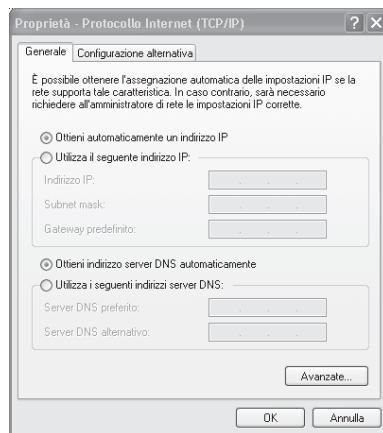 Proprietà - Protocollo Internet (TCP/IP)
Generale
Configurazione alternativa
È possibile ottenere l'assegnazione automatica delle impostazioni IP se la
rete supporta tale caratteristica. In caso contrario, sarà necessario
richiedere all'amministratore di rete le impostazioni IP corrette.
Ottieni automaticamente un indirizzo IP
Utilizza il seguente indirizzo IP:
Indirizzo IP:
Subnet mask:
Gateway predefinito:
Ottieni indirizzo server DNS automaticamente
Utilizza i seguenti indirizzi server DNS:
Server DNS preferito:
Server DNS alternativo:
Avanzate...
OK
Annulla